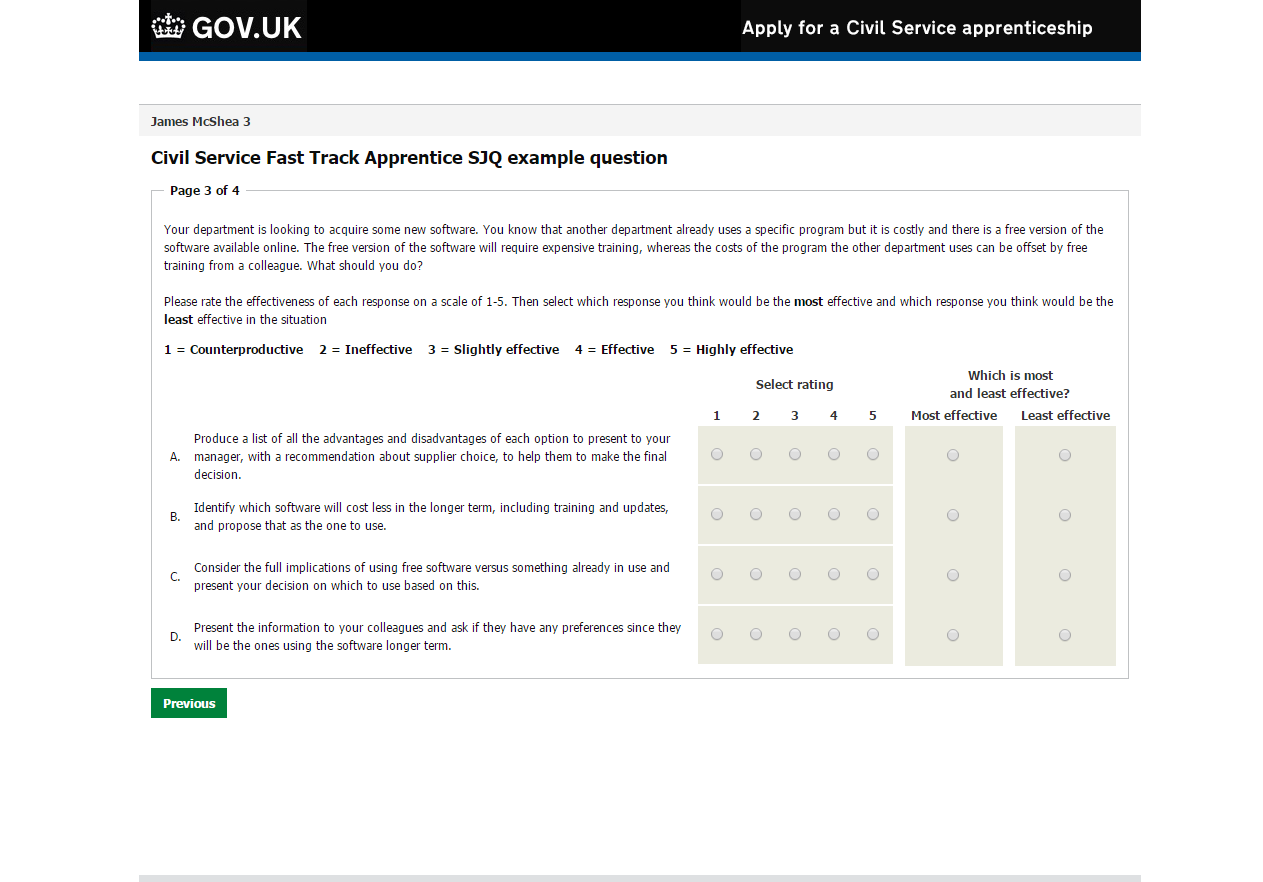 GOV.UK
Apply for a Civil Service apprenticeship
James McShea 3
Civil Service Fast Track Apprentice SJQ example question
Page 3 of 4
Your department is looking to acquire some new software. You know that another department already uses a specific program but it is costly and there is a free version of the
software available online. The free version of the software will require expensive training, whereas the costs of the program the other department uses can be offset by free
training from a colleague. What should you do?
Please rate the effectiveness of each response on a scale of 1-5. Then select which response you think would be the most effective and which response you think would be the
least effective in the situation
1 = Counterproductive 2 = Ineffective 3 = Slightly effective 4 = Effective 5 = Highly effective
Select rating
Which is most
and least effective?
1 2 3 4 5 Most effective Least effective
A. Produce a list of all the advantages and disadvantages of each option to present to your
manager, with a recommendation about supplier choice, to help them to make the final
decision.
B. Identify which software will cost less in the longer term, including training and updates,
and propose that as the one to use.
C. Consider the full implications of using free software versus something already in use and
present your decision on which to use based on this.
D. Present the information to your colleagues and ask if they have any preferences since they
will be the ones using the software longer term.
Previous